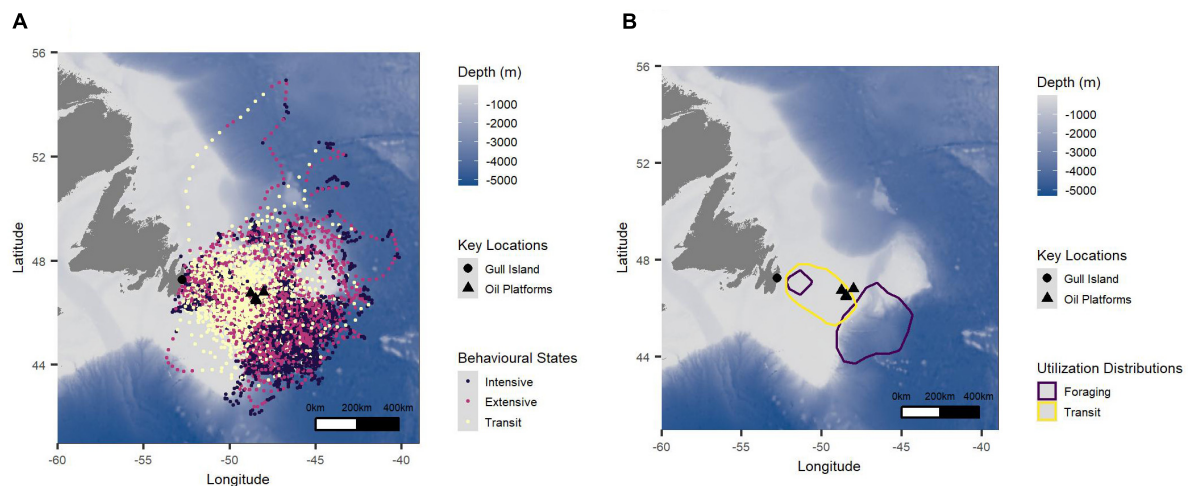 A
56
52
48
44
-60
-55
-50
-45
-40
Latitude
Longitude
0km 200km 400km
Depth (m)
-1000
-2000
-3000
-4000
-5000
Key Locations
Gull Island
Oil Platforms
Behavioural States
Intensive
Extensive
Transit
B
56
52
48
44
-60
-55
-50
-45
-40
Latitude
Longitude
0km 200km 400km
Depth (m)
-1000
-2000
-3000
-4000
-5000
Key Locations
Gull Island
Oil Platforms
Utilization Distributions
Foraging
Transit